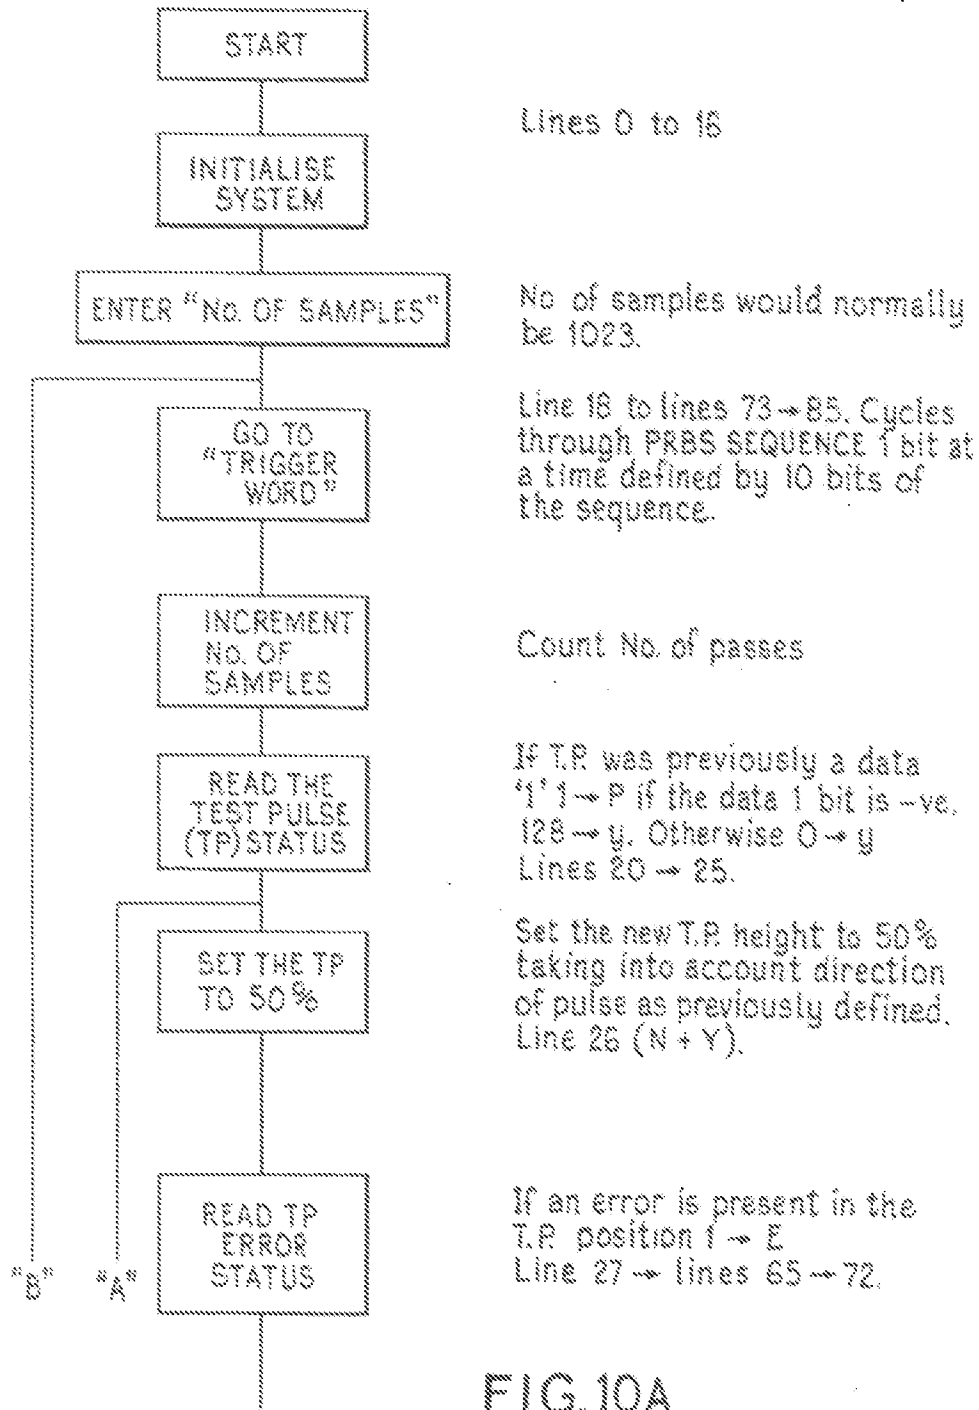 START
Lines 0 to 16
INITIALISE
SYSTEM
ENTER "No. OF SAMPLES"
No of samples would normally
be 1023.
GO TO
"TRIGGER
WORD"
Line 18 to lines 73→85. Cycles
through PRBS SEQUENCE 1 bit at
a time defined by 10 bits of
the sequence.
INCREMENT
No. OF
SAMPLES
Count No. of passes
READ THE
TEST PULSE
(TP) STATUS
If T.P. was previously a data
'1' 1→P if the data 1 bit is -ve.
128→y. Otherwise 0→y
Lines 20→25.
SET THE TP
TO 50%
Set the new T.P. height to 50%
taking into account direction
of pulse as previously defined.
Line 26 (N + Y).
READ TP
ERROR
STATUS
If an error is present in the
T.P. position 1→E
Line 27→lines 65→72.
"B"
"A"
FIG. 10A